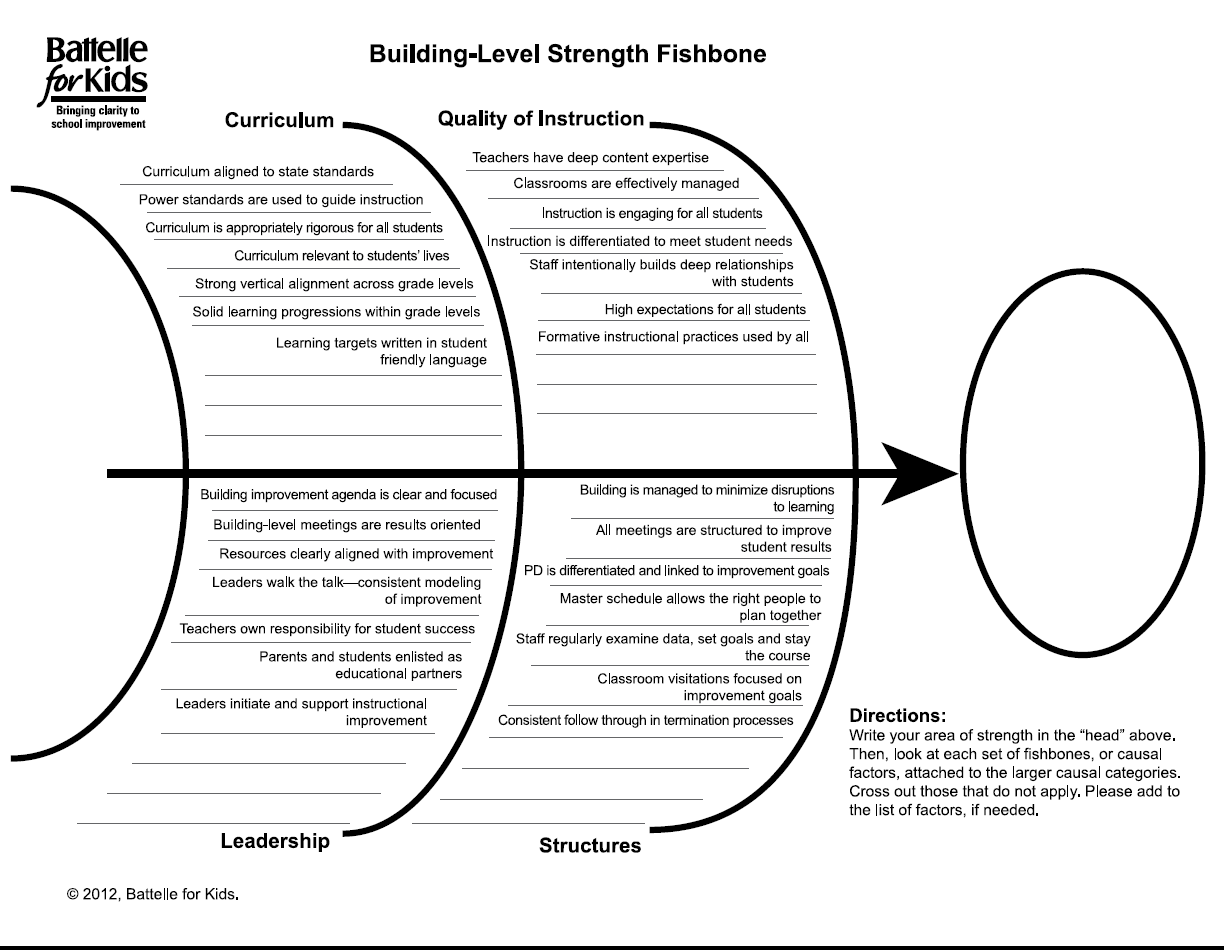 Battelle
for Kids
Bringing clarity to
school improvement
Building-Level Strength Fishbone
Curriculum
Curriculum aligned to state standards
Power standards are used to guide instruction
Curriculum is appropriately rigorous for all students
Curriculum relevant to students’ lives
Strong vertical alignment across grade levels
Solid learning progressions within grade levels
Learning targets written in student
friendly language
Quality of Instruction
Teachers have deep content expertise
Classrooms are effectively managed
Instruction is engaging for all students
Instruction is differentiated to meet student needs
Staff intentionally builds deep relationships
with students
High expectations for all students
Formative instructional practices used by all
Building improvement agenda is clear and focused
Building-level meetings are results oriented
Resources clearly aligned with improvement
Leaders walk the talk—consistent modeling
of improvement
Teachers own responsibility for student success
Parents and students enlisted as
educational partners
Leaders initiate and support instructional
improvement
Leadership
Building is managed to minimize disruptions
to learning
All meetings are structured to improve
student results
PD is differentiated and linked to improvement goals
Master schedule allows the right people to
plan together
Staff regularly examine data, set goals and stay
the course
Classroom visitations focused on
improvement goals
Consistent follow through in termination processes
Structures
Directions:
Write your area of strength in the “head” above.
Then, look at each set of fishbones, or causal
factors, attached to the larger causal categories.
Cross out those that do not apply. Please add to
the list of factors, if needed.
© 2012, Battelle for Kids.